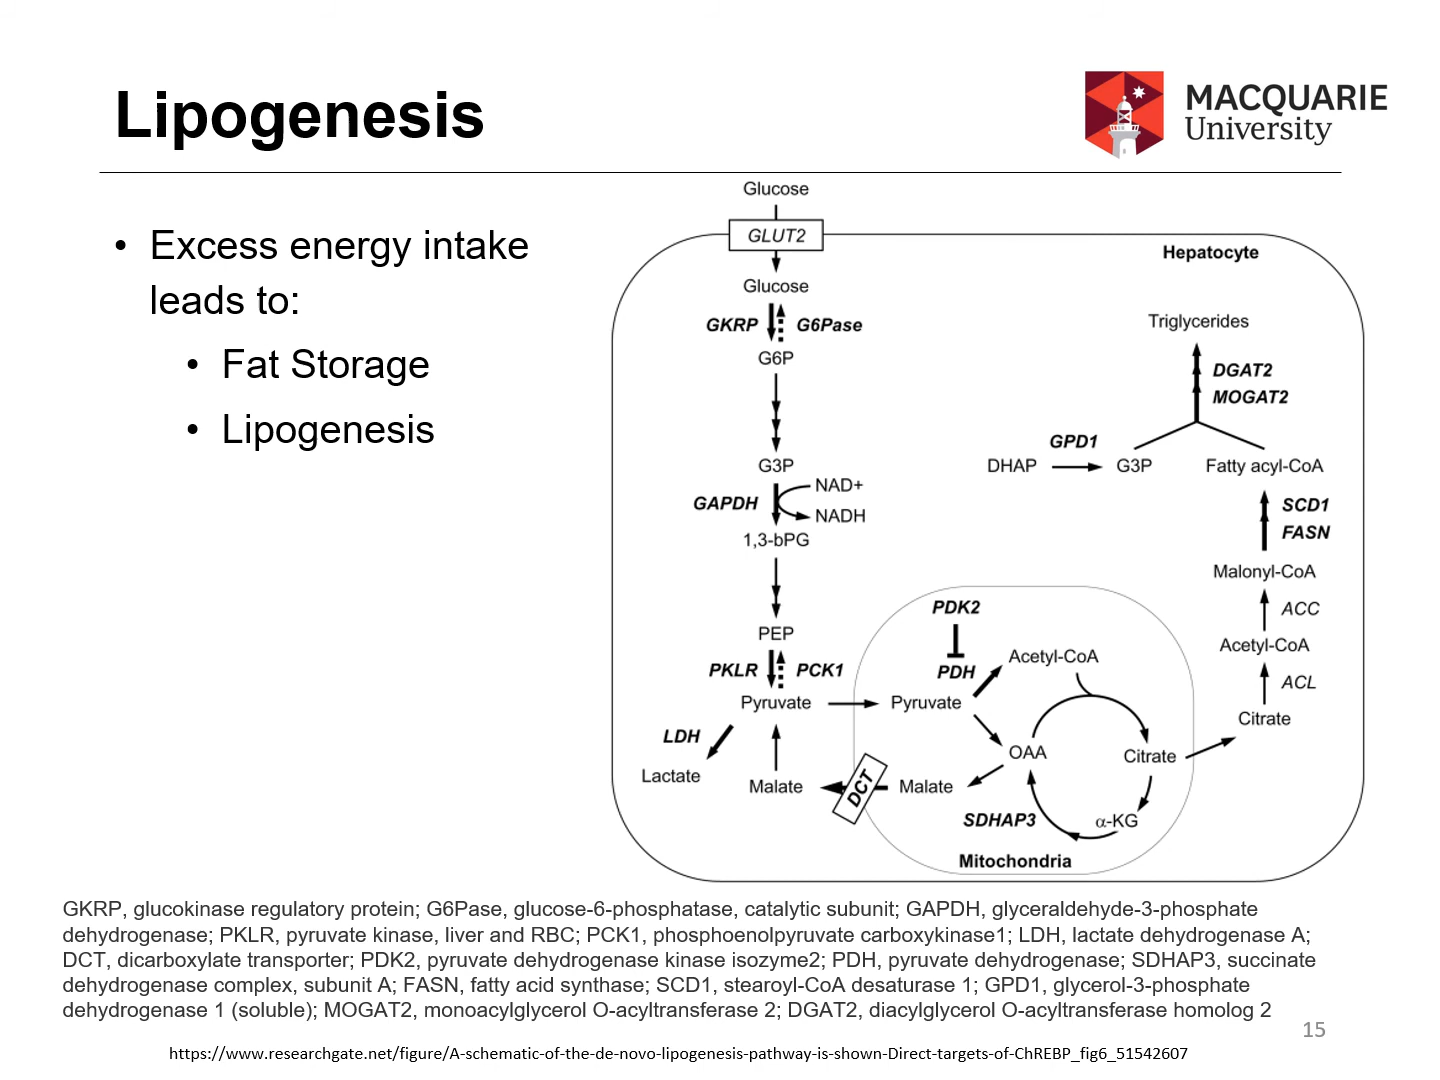 Lipogenesis
MACQUARIE
University
• Excess energy intake
leads to:
• Fat Storage
• Lipogenesis
Glucose
GLUT2
Hepatocyte
Glucose
GKRP
G6Pase
G6P
G3P
GAPDH
NAD+
NADH
1,3-bPG
PEP
PKLR
PCK1
Pyruvate
LDH
Lactate
Malate
DCT
Malate
Pyruvate
PDK2
PDH
Acetyl-CoA
OAA
Citrate
α-KG
SDHAP3
Mitochondria
Citrate
ACL
Acetyl-CoA
ACC
Malonyl-CoA
SCD1
FASN
Fatty acyl-CoA
DHAP
GPD1
G3P
DGAT2
MOGAT2
Triglycerides
GKRP, glucokinase regulatory protein; G6Pase, glucose-6-phosphatase, catalytic subunit; GAPDH, glyceraldehyde-3-phosphate
dehydrogenase; PKLR, pyruvate kinase, liver and RBC; PCK1, phosphoenolpyruvate carboxykinase1; LDH, lactate dehydrogenase A;
DCT, dicarboxylate transporter; PDK2, pyruvate dehydrogenase kinase isozyme2; PDH, pyruvate dehydrogenase; SDHAP3, succinate
dehydrogenase complex, subunit A; FASN, fatty acid synthase; SCD1, stearoyl-CoA desaturase 1; GPD1, glycerol-3-phosphate
dehydrogenase 1 (soluble); MOGAT2, monoacylglycerol O-acyltransferase 2; DGAT2, diacylglycerol O-acyltransferase homolog 2
15
https://www.researchgate.net/figure/A-schematic-of-the-de-novo-lipogenesis-pathway-is-shown-Direct-targets-of-ChREBP_fig6_51542607